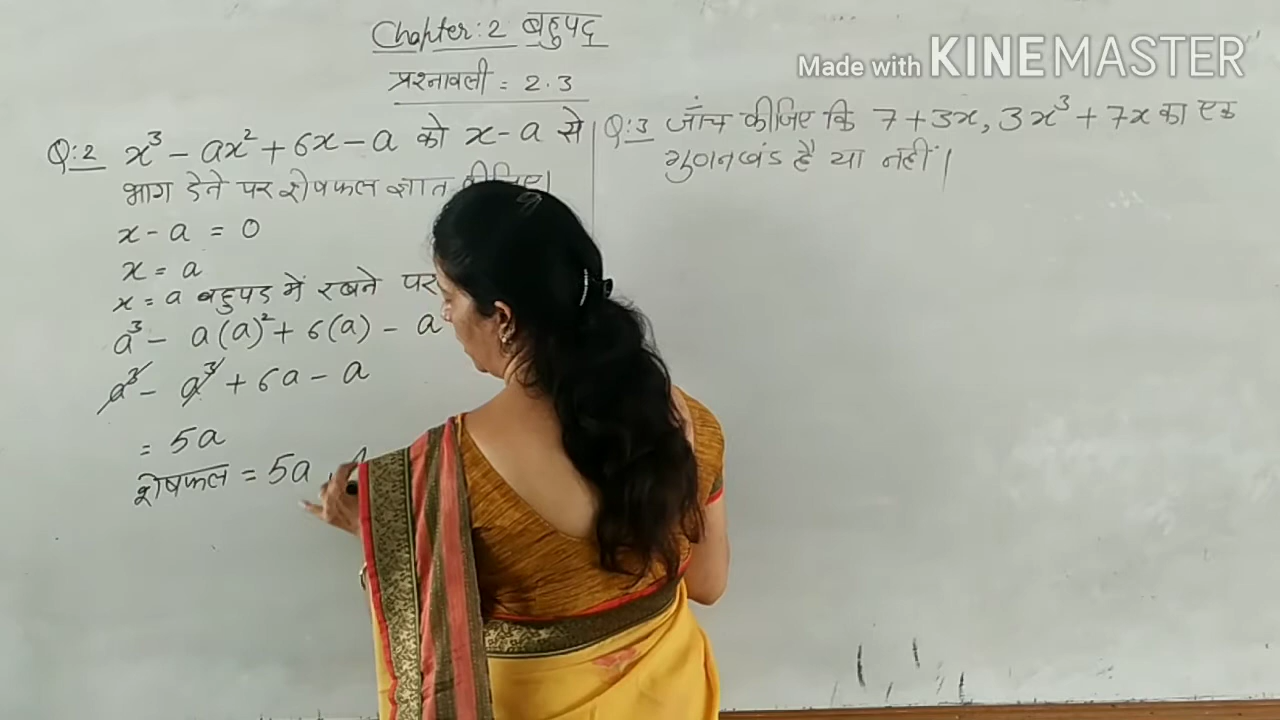 Chapter: 2 बहुपद
प्रश्नावली = 2.3
Made with KINEMASTER
Q:2 x³ - ax² + 6x - a को x - a से
भाग देने पर शेषफल ज्ञात कीजिए।
x - a = 0
x = a
x = a बहुपद में रखने पर
a³ - a(a)² + 6(a) - a
a³ - a³ + 6a - a
= 5a
शेषफल = 5a
Q:3 जाँच कीजिए कि 7 + 3x, 3x³ + 7x का एक
गुणनखंड है या नहीं।